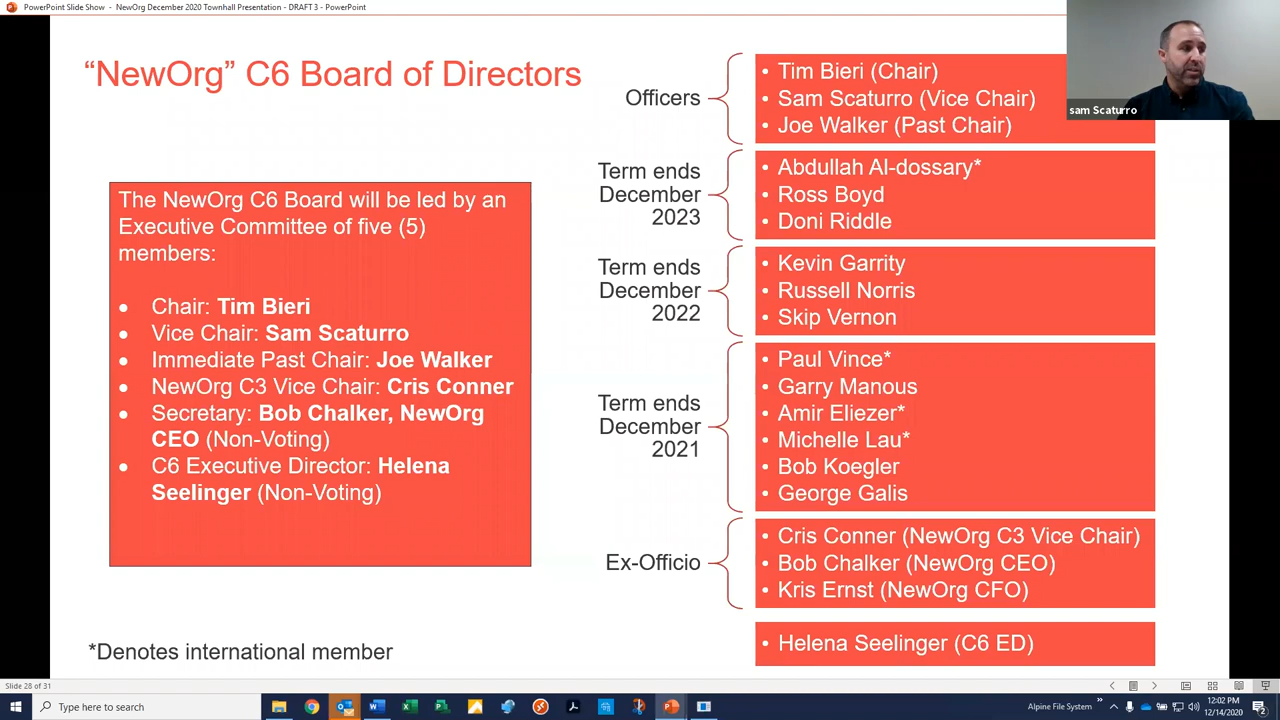 PowerPoint Slide Show - NewOrg December 2020 Townhall Presentation - DRAFT 3 - PowerPoint
“NewOrg” C6 Board of Directors
The NewOrg C6 Board will be led by an
Executive Committee of five (5)
members:
● Chair: Tim Bieri
● Vice Chair: Sam Scaturro
● Immediate Past Chair: Joe Walker
● NewOrg C3 Vice Chair: Cris Conner
● Secretary: Bob Chalker, NewOrg
CEO (Non-Voting)
● C6 Executive Director: Helena
Seelinger (Non-Voting)
*Denotes international member
Officers
• Tim Bieri (Chair)
• Sam Scaturro (Vice Chair)
• Joe Walker (Past Chair)
Term ends
December
2023
• Abdullah Al-dossary*
• Ross Boyd
• Doni Riddle
Term ends
December
2022
• Kevin Garrity
• Russell Norris
• Skip Vernon
Term ends
December
2021
• Paul Vince*
• Garry Manous
• Amir Eliezer*
• Michelle Lau*
• Bob Koegler
• George Galis
Ex-Officio
• Cris Conner (NewOrg C3 Vice Chair)
• Bob Chalker (NewOrg CEO)
• Kris Ernst (NewOrg CFO)
• Helena Seelinger (C6 ED)
sam Scaturro
Slide 28 of 31
Type here to search
Alpine File System
12:02 PM
12/14/2020
2